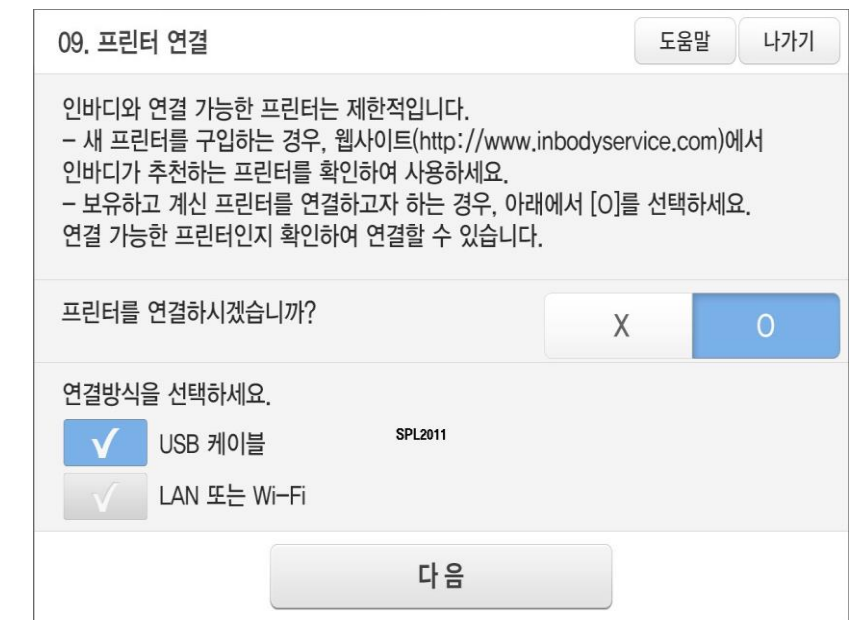 09. 프린터 연결
도움말
나가기
인바디와 연결 가능한 프린터는 제한적입니다.
- 새 프린터를 구입하는 경우, 웹사이트(http://www.inbodyservice.com)에서
인바디가 추천하는 프린터를 확인하여 사용하세요.
- 보유하고 계신 프린터를 연결하고자 하는 경우, 아래에서 [O]를 선택하세요.
연결 가능한 프린터인지 확인하여 연결할 수 있습니다.
프린터를 연결하시겠습니까?
X
O
연결방식을 선택하세요.
USB 케이블
SPL2011
LAN 또는 Wi-Fi
다음